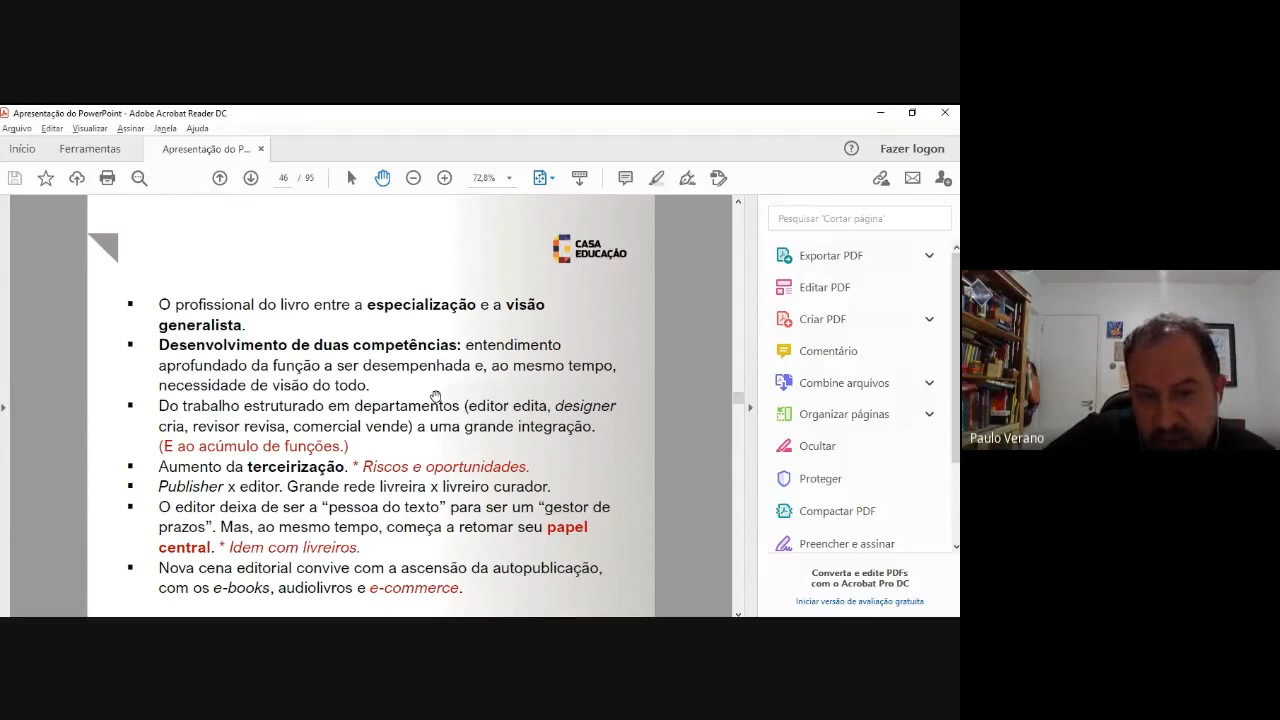 Apresentação do PowerPoint - Adobe Acrobat Reader DC
Arquivo Editar Visualizar Assinar Janela Ajuda
Início Ferramentas Apresentação do P... × Fazer logon
46 / 95 72,8%
CASA
EDUCAÇÃO
▪ O profissional do livro entre a especialização e a visão
generalista.
▪ Desenvolvimento de duas competências: entendimento
aprofundado da função a ser desempenhada e, ao mesmo tempo,
necessidade de visão do todo.
▪ Do trabalho estruturado em departamentos (editor edita, designer
cria, revisor revisa, comercial vende) a uma grande integração.
(E ao acúmulo de funções.)
▪ Aumento da terceirização. * Riscos e oportunidades.
▪ Publisher x editor. Grande rede livreira x livreiro curador.
▪ O editor deixa de ser a “pessoa do texto” para ser um “gestor de
prazos”. Mas, ao mesmo tempo, começa a retomar seu papel
central. * Idem com livreiros.
▪ Nova cena editorial convive com a ascensão da autopublicação,
com os e-books, audiolivros e e-commerce.
Pesquisar 'Cortar página'
Exportar PDF
Editar PDF
Criar PDF
Comentário
Combine arquivos
Organizar páginas
Ocultar
Proteger
Compactar PDF
Preencher e assinar
Converta e edite PDFs
com o Acrobat Pro DC
Iniciar versão de avaliação gratuita
Paulo Verano